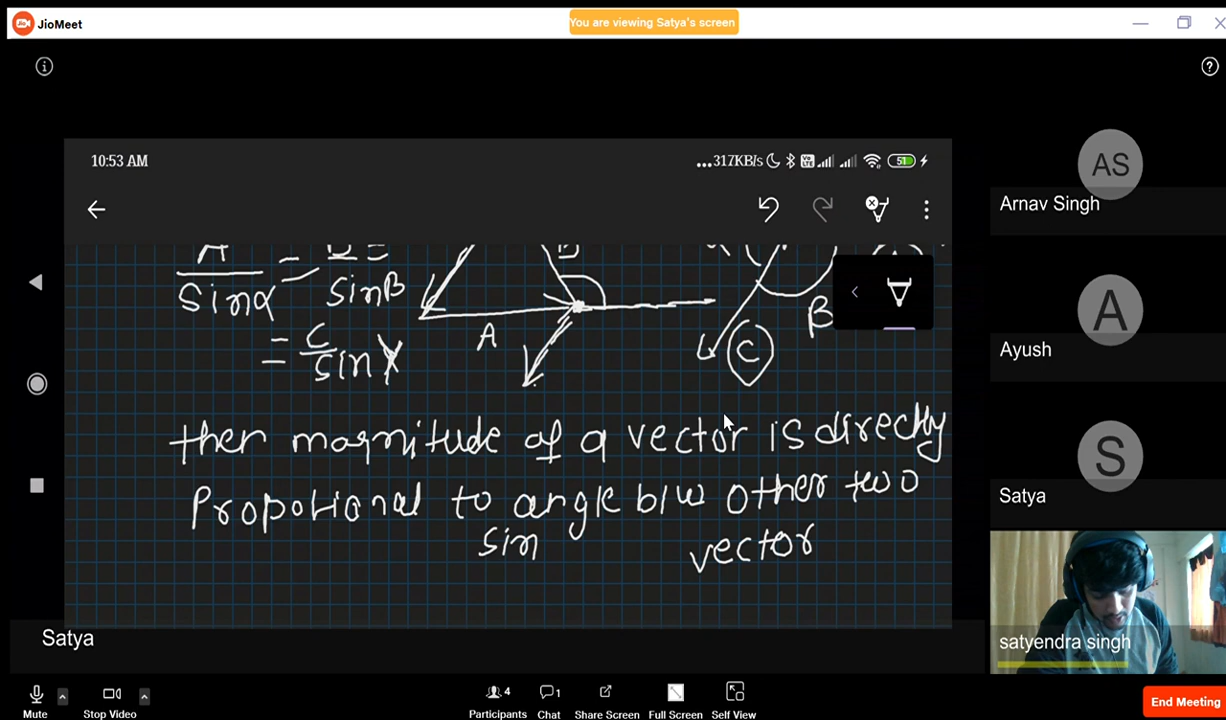 JioMeet
You are viewing Satya's screen
10:53 AM
...317KB/s
51
A = B =
sinα sinβ
= C
sinγ
A
B
C
β
α
then magnitude of a vector is directly
Propotional to angle b/w other two
sin vector
AS
Arnav Singh
A
Ayush
S
Satya
satyendra singh
Satya
Mute
Stop Video
4
Participants
1
Chat
Share Screen
Full Screen
Self View
End Meeting